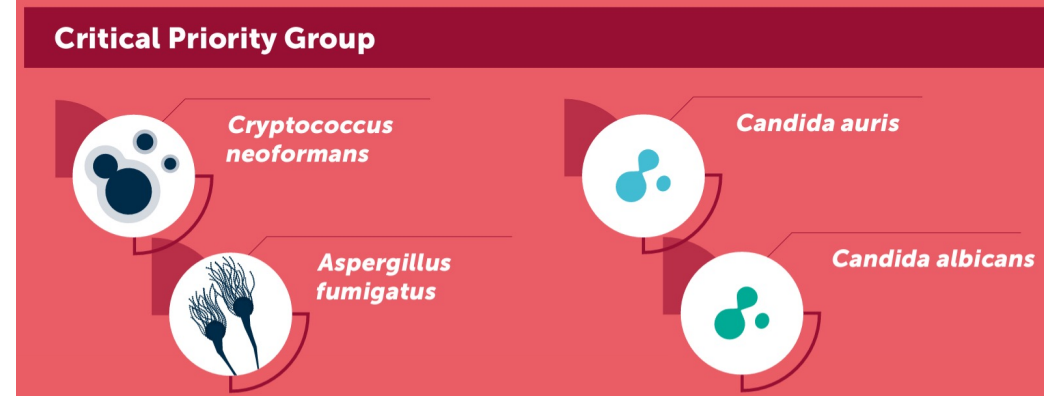 Critical Priority Group
Cryptococcus
neoformans
Candida auris
Aspergillus
fumigatus
Candida albicans